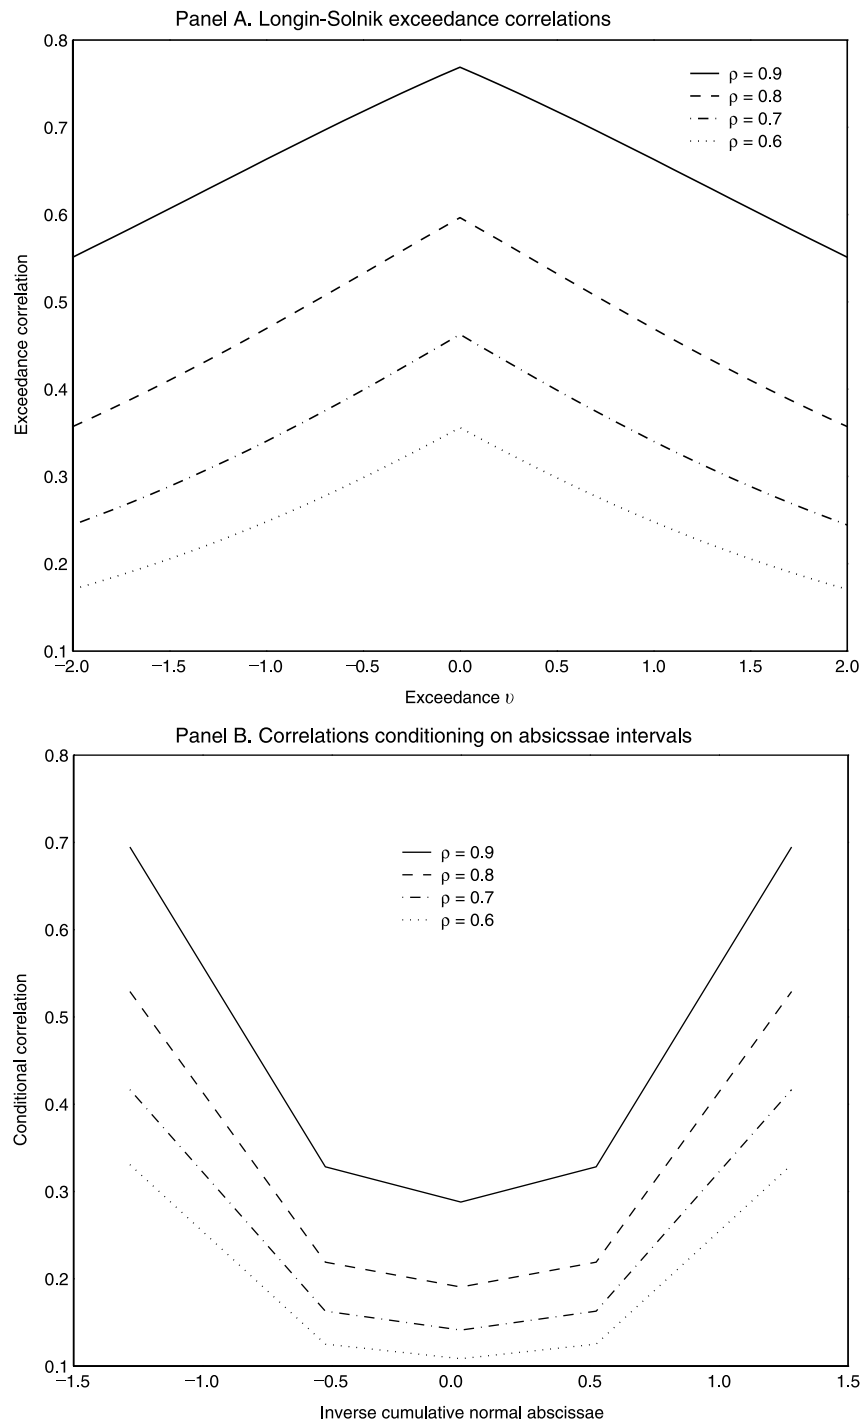 Panel A. Longin-Solnik exceedance correlations
0.8
0.7
0.6
0.5
0.4
0.3
0.2
0.1
Exceedance correlation
ρ = 0.9
ρ = 0.8
ρ = 0.7
ρ = 0.6
−2.0 −1.5 −1.0 −0.5 0.0 0.5 1.0 1.5 2.0
Exceedance υ
Panel B. Correlations conditioning on absicssae intervals
0.8
0.7
0.6
0.5
0.4
0.3
0.2
0.1
Conditional correlation
ρ = 0.9
ρ = 0.8
ρ = 0.7
ρ = 0.6
−1.5 −1.0 −0.5 0.0 0.5 1.0 1.5
Inverse cumulative normal abscissae